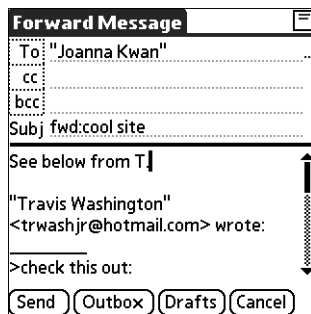 Forward Message
To "Joanna Kwan" ...
cc
bcc
Subj fwd:cool site
See below from T.
"Travis Washington"
<trwashjr@hotmail.com> wrote:
>check this out:
Send Outbox Drafts Cancel